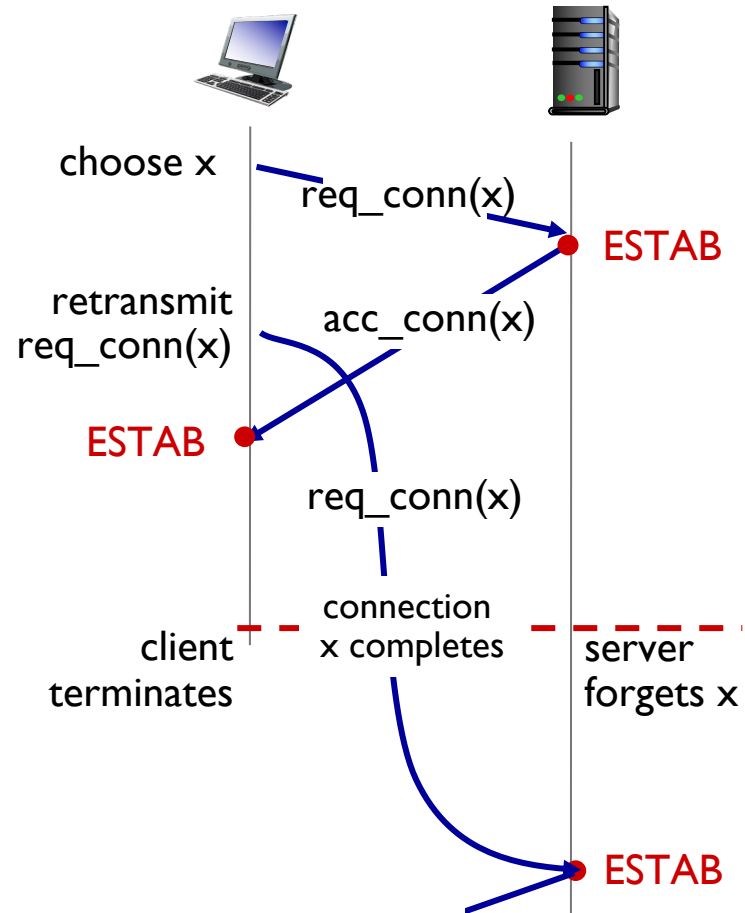 choose x
req_conn(x)
ESTAB
retransmit
req_conn(x)
acc_conn(x)
ESTAB
req_conn(x)
connection
x completes
client
terminates
server
forgets x
ESTAB